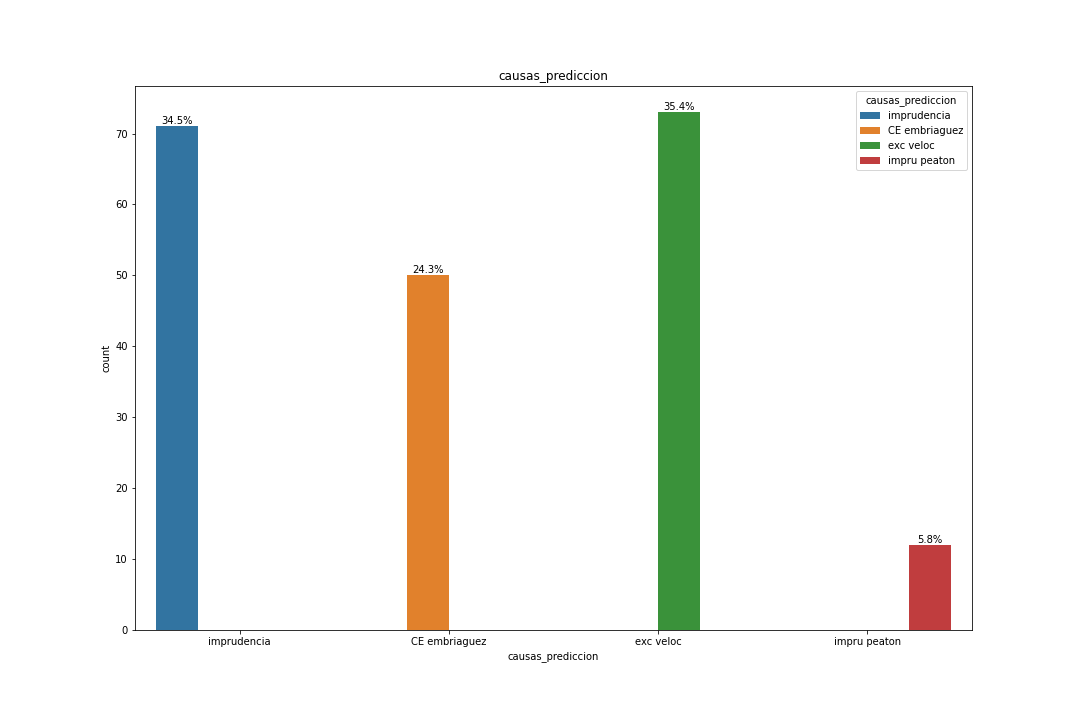 causas_prediccion
34.5%
24.3%
35.4%
5.8%
causas_prediccion
imprudencia
CE embriaguez
exc veloc
impru peaton
count
70
60
50
40
30
20
10
0
imprudencia
CE embriaguez
exc veloc
impru peaton
causas_prediccion